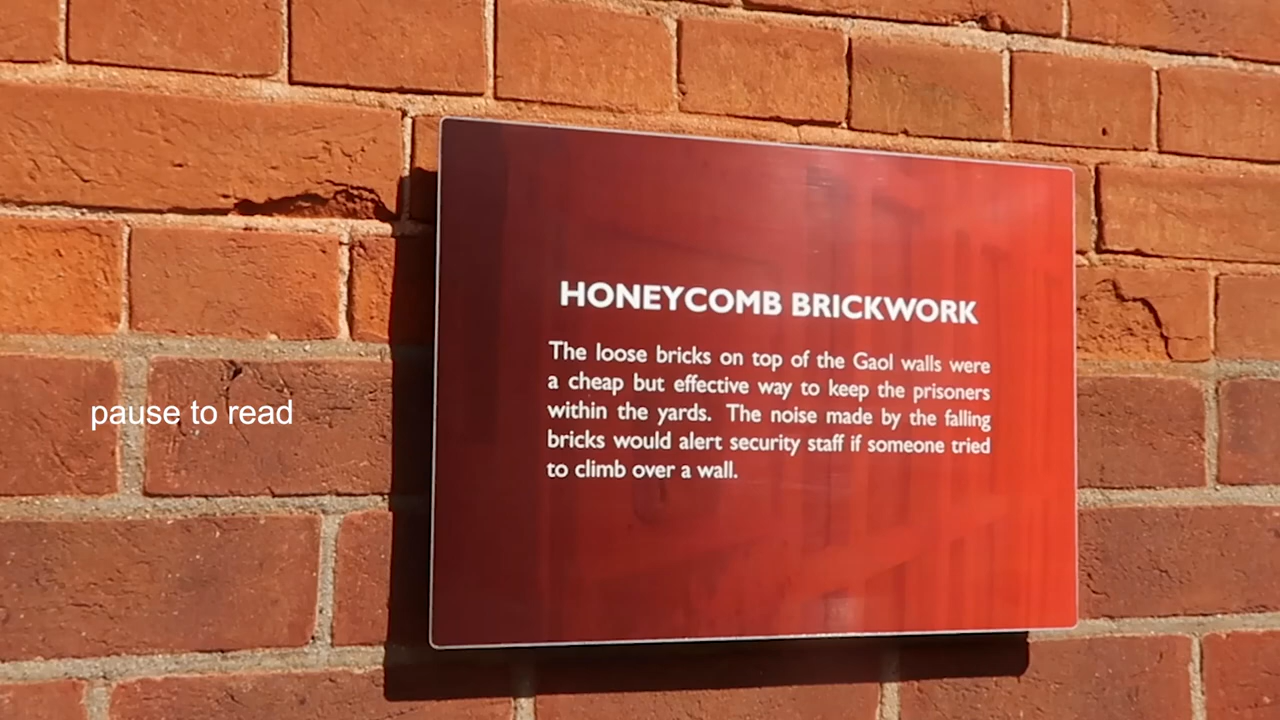 HONEYCOMB BRICKWORK
The loose bricks on top of the Gaol walls were
a cheap but effective way to keep the prisoners
within the yards. The noise made by the falling
bricks would alert security staff if someone tried
to climb over a wall.
pause to read